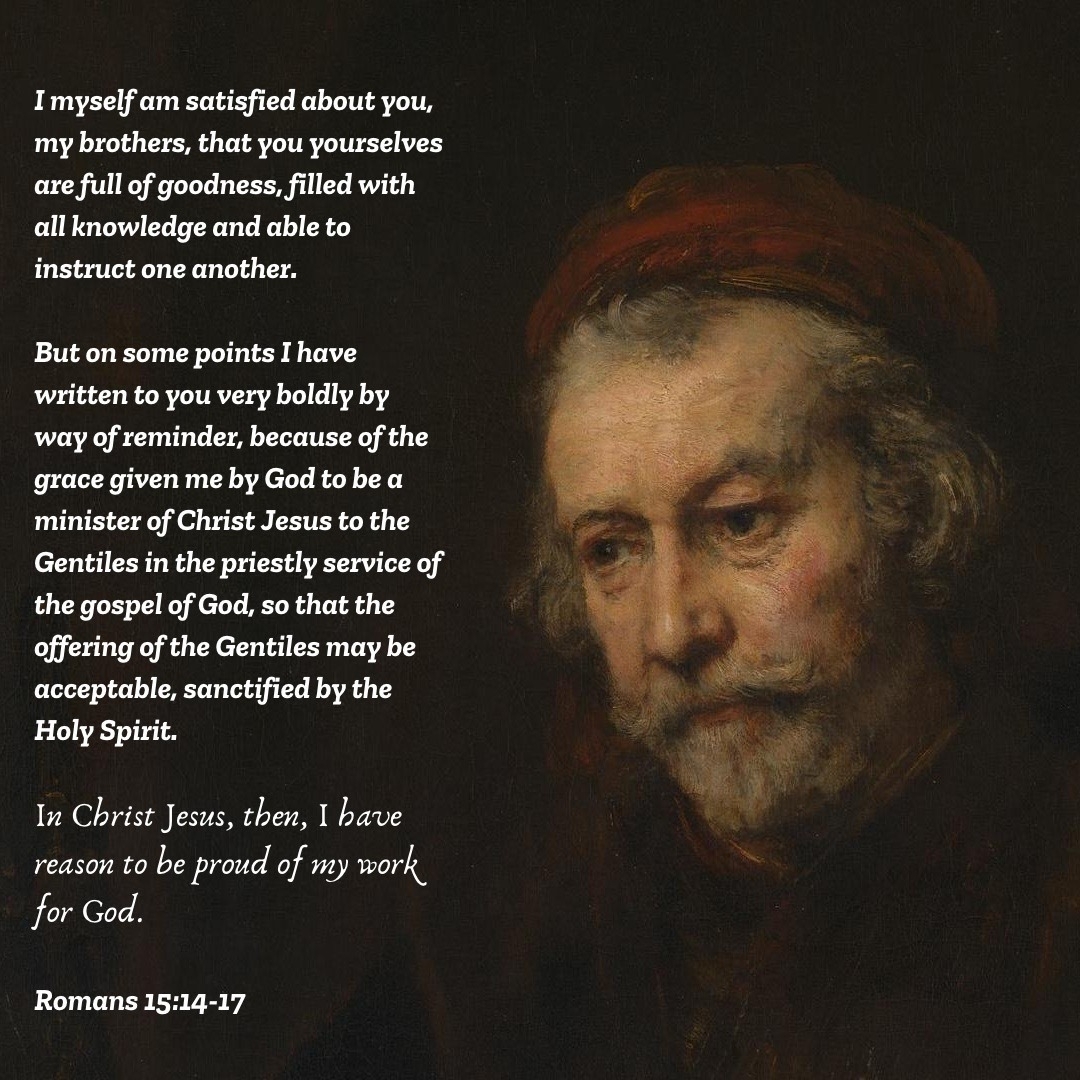 I myself am satisfied about you,
my brothers, that you yourselves
are full of goodness, filled with
all knowledge and able to
instruct one another.
But on some points I have
written to you very boldly by
way of reminder, because of the
grace given me by God to be a
minister of Christ Jesus to the
Gentiles in the priestly service of
the gospel of God, so that the
offering of the Gentiles may be
acceptable, sanctified by the
Holy Spirit.
In Christ Jesus, then, I have
reason to be proud of my work
for God.
Romans 15:14-17